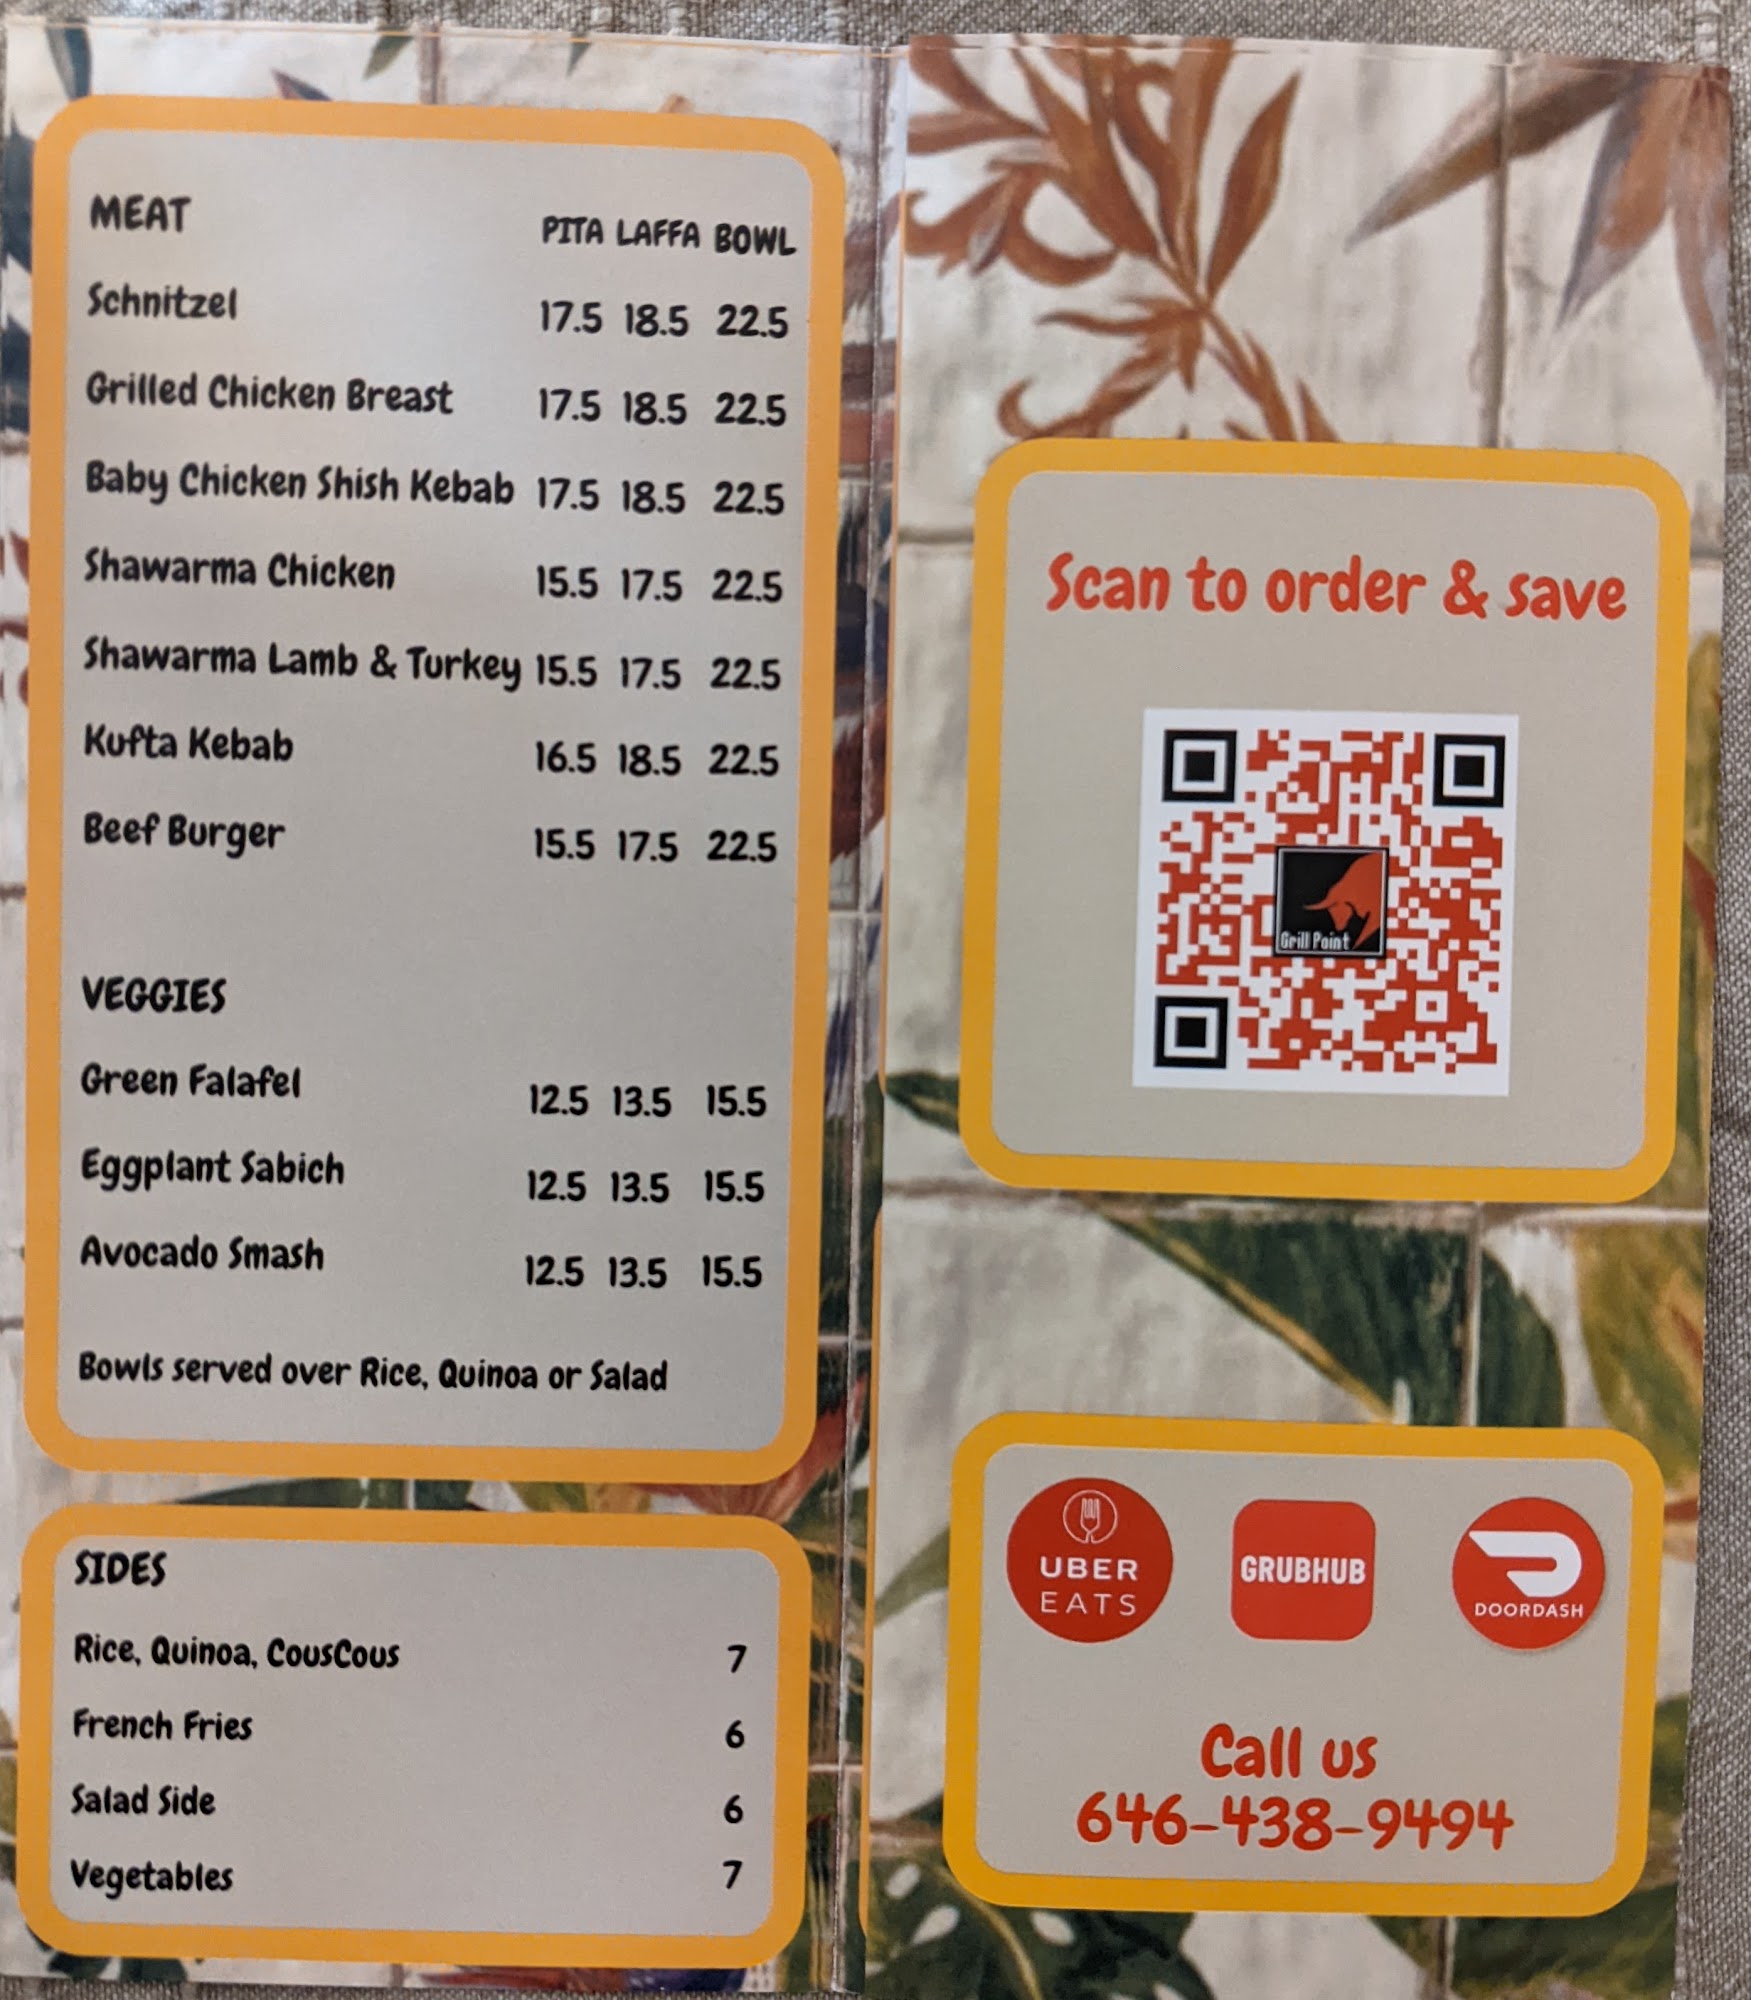 MEAT PITA LAFFA BOWL
Schnitzel 17.5 18.5 22.5
Grilled Chicken Breast 17.5 18.5 22.5
Baby Chicken Shish Kebab 17.5 18.5 22.5
Shawarma Chicken 15.5 17.5 22.5
Shawarma Lamb & Turkey 15.5 17.5 22.5
Kufta Kebab 16.5 18.5 22.5
Beef Burger 15.5 17.5 22.5
VEGGIES
Green Falafel 12.5 13.5 15.5
Eggplant Sabich 12.5 13.5 15.5
Avocado Smash 12.5 13.5 15.5
Bowls served over Rice, Quinoa or Salad
SIDES
Rice, Quinoa, CousCous 7
French Fries 6
Salad Side 6
Vegetables 7
Scan to order & save
Grill Point
UBER
EATS
GRUBHUB
DOORDASH
Call us
646-438-9494